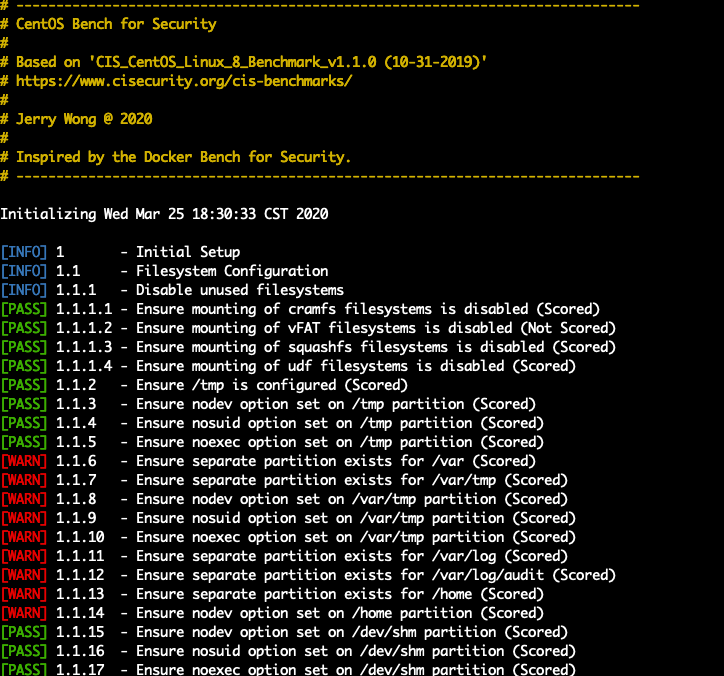 # ------------------------------------------------------------------------------
# CentOS Bench for Security
#
# Based on 'CIS_CentOS_Linux_8_Benchmark_v1.1.0 (10-31-2019)'
# https://www.cisecurity.org/cis-benchmarks/
#
# Jerry Wong @ 2020
#
# Inspired by the Docker Bench for Security.
# ------------------------------------------------------------------------------
Initializing Wed Mar 25 18:30:33 CST 2020
[INFO] 1       - Initial Setup
[INFO] 1.1     - Filesystem Configuration
[INFO] 1.1.1   - Disable unused filesystems
[PASS] 1.1.1.1 - Ensure mounting of cramfs filesystems is disabled (Scored)
[PASS] 1.1.1.2 - Ensure mounting of vFAT filesystems is disabled (Not Scored)
[PASS] 1.1.1.3 - Ensure mounting of squashfs filesystems is disabled (Scored)
[PASS] 1.1.1.4 - Ensure mounting of udf filesystems is disabled (Scored)
[PASS] 1.1.2   - Ensure /tmp is configured (Scored)
[PASS] 1.1.3   - Ensure nodev option set on /tmp partition (Scored)
[PASS] 1.1.4   - Ensure nosuid option set on /tmp partition (Scored)
[PASS] 1.1.5   - Ensure noexec option set on /tmp partition (Scored)
[WARN] 1.1.6   - Ensure separate partition exists for /var (Scored)
[WARN] 1.1.7   - Ensure separate partition exists for /var/tmp (Scored)
[WARN] 1.1.8   - Ensure nodev option set on /var/tmp partition (Scored)
[WARN] 1.1.9   - Ensure nosuid option set on /var/tmp partition (Scored)
[WARN] 1.1.10  - Ensure noexec option set on /var/tmp partition (Scored)
[WARN] 1.1.11  - Ensure separate partition exists for /var/log (Scored)
[WARN] 1.1.12  - Ensure separate partition exists for /var/log/audit (Scored)
[WARN] 1.1.13  - Ensure separate partition exists for /home (Scored)
[WARN] 1.1.14  - Ensure nodev option set on /home partition (Scored)
[PASS] 1.1.15  - Ensure nodev option set on /dev/shm partition (Scored)
[PASS] 1.1.16  - Ensure nosuid option set on /dev/shm partition (Scored)
[PASS] 1.1.17  - Ensure noexec option set on /dev/shm partition (Scored)